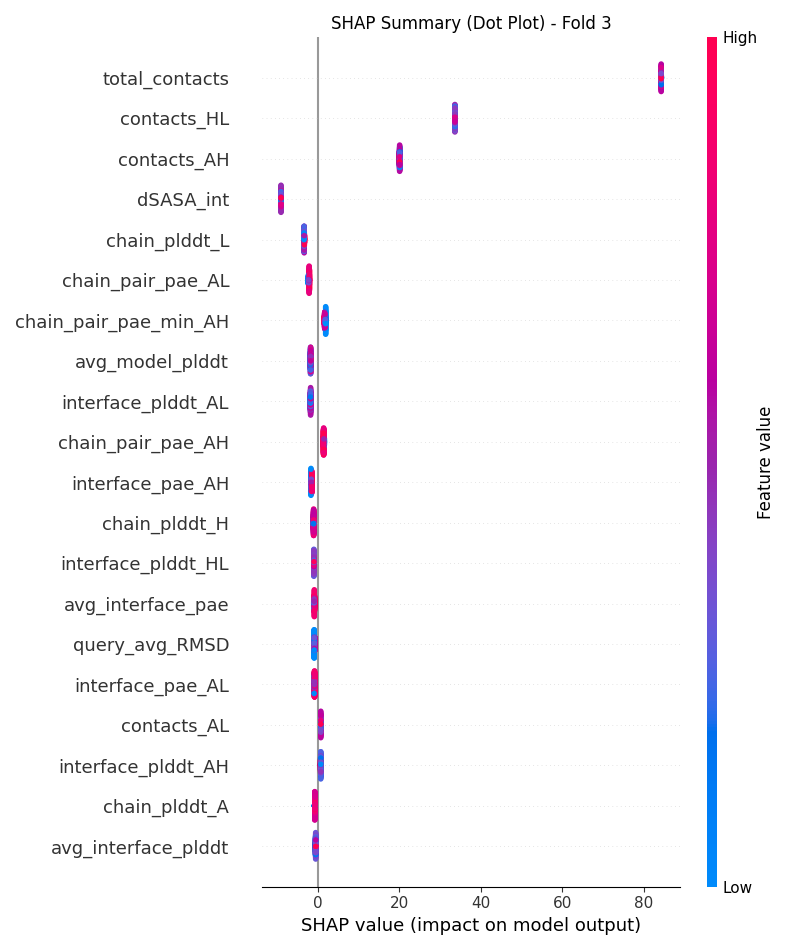 SHAP Summary (Dot Plot) - Fold 3
High
total_contacts
contacts_HL
contacts_AH
dSASA_int
chain_plddt_L
chain_pair_pae_AL
chain_pair_pae_min_AH
avg_model_plddt
interface_plddt_AL
chain_pair_pae_AH
interface_pae_AH
chain_plddt_H
interface_plddt_HL
avg_interface_pae
query_avg_RMSD
interface_pae_AL
contacts_AL
interface_plddt_AH
chain_plddt_A
avg_interface_plddt
Feature value
Low
0 20 40 60 80
SHAP value (impact on model output)